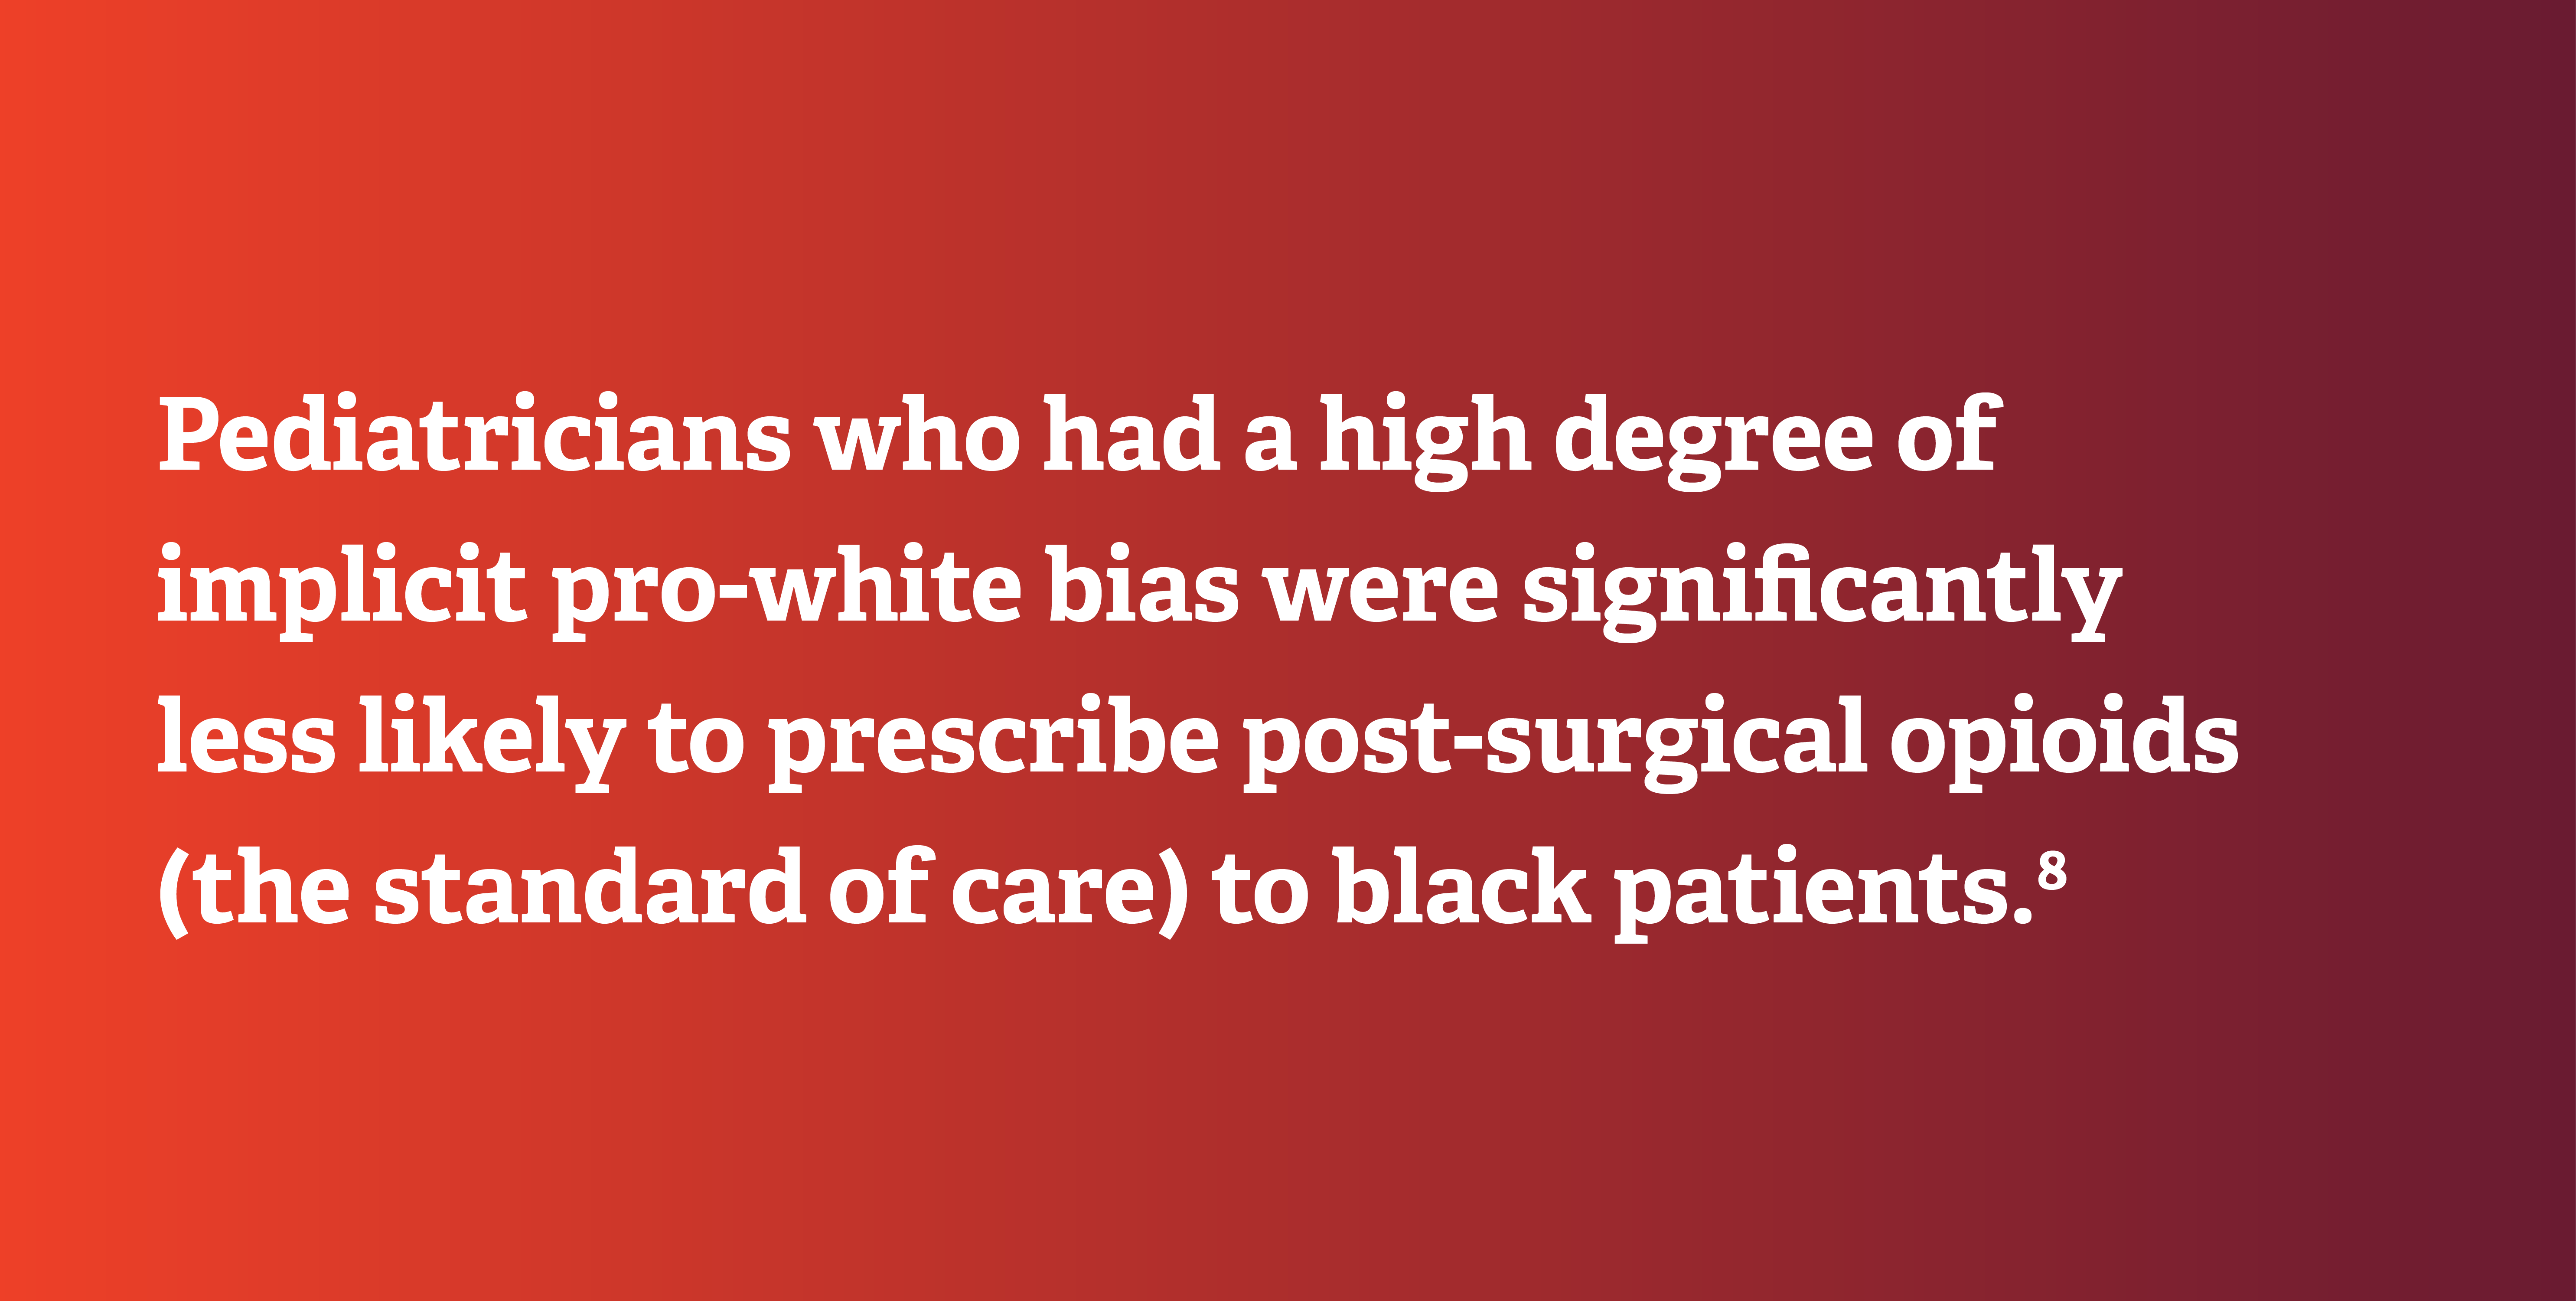 Pediatricians who had a high degree of
implicit pro-white bias were significantly
less likely to prescribe post-surgical opioids
(the standard of care) to black patients.⁸